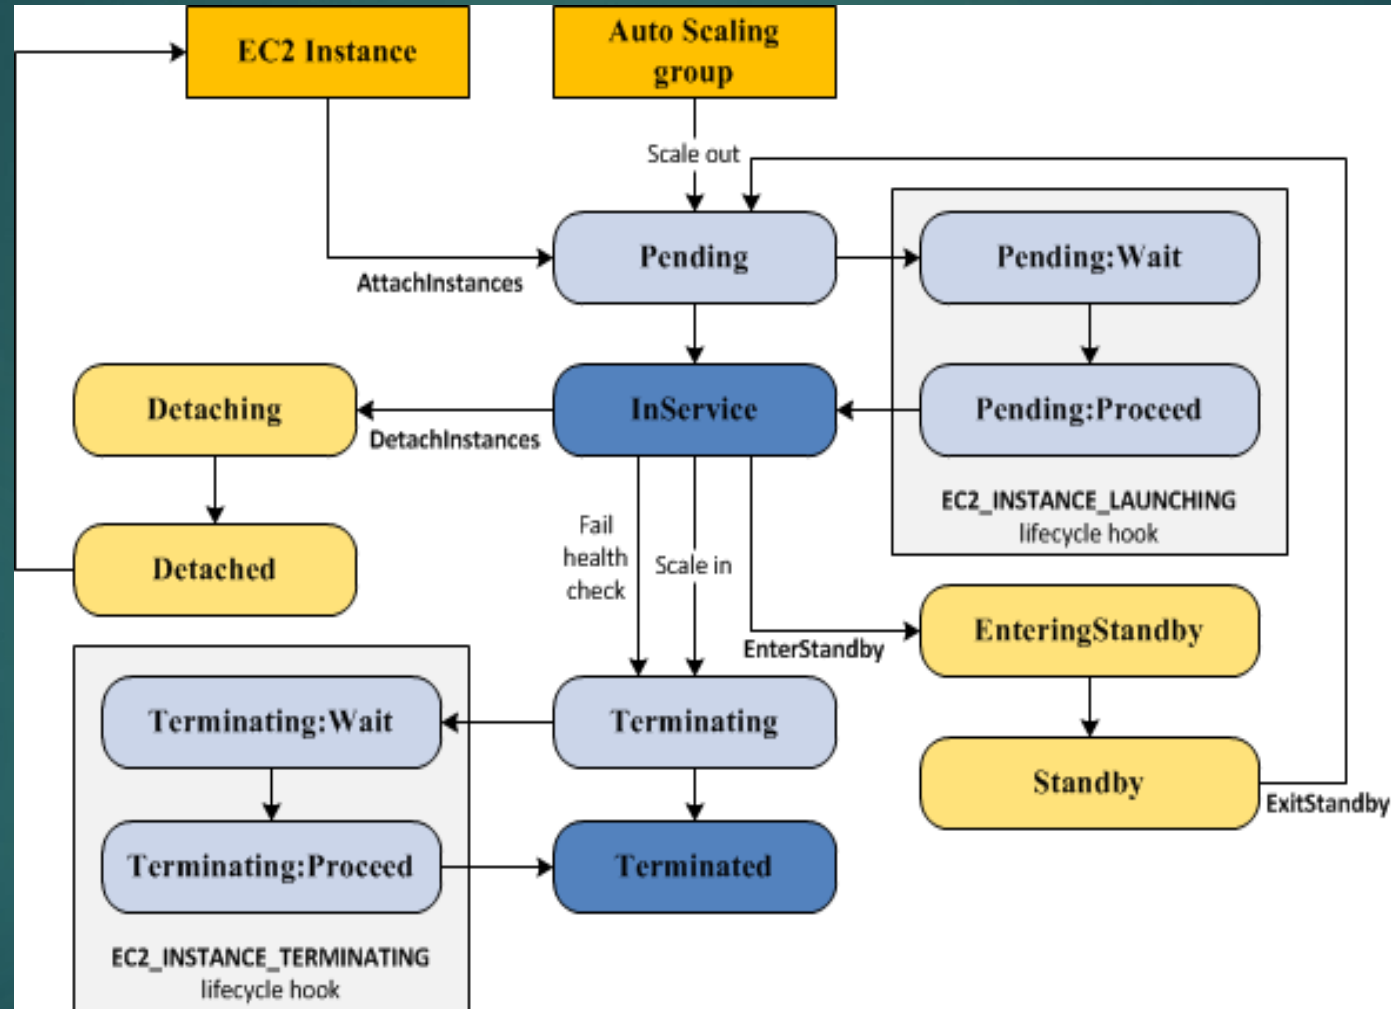 EC2 Instance
Auto Scaling
group
Scale out
Pending
Pending:Wait
AttachInstances
Detaching
InService
Pending:Proceed
DetachInstances
EC2_INSTANCE_LAUNCHING
lifecycle hook
Fail
health
check
Scale in
Detached
EnteringStandby
EnterStandby
Terminating:Wait
Terminating
Standby
ExitStandby
Terminating:Proceed
Terminated
EC2_INSTANCE_TERMINATING
lifecycle hook